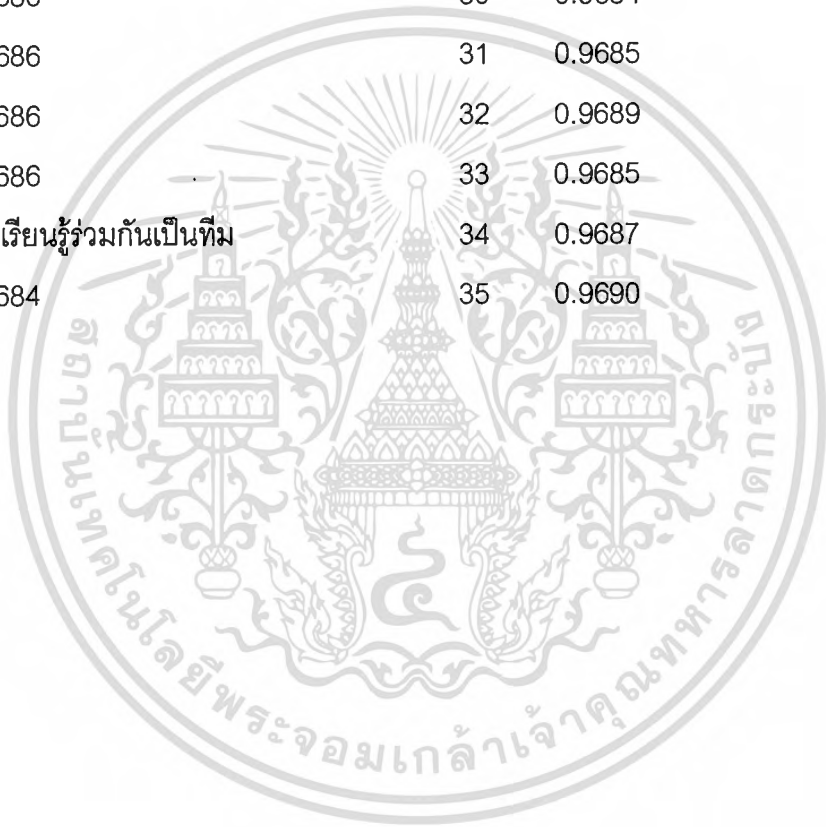 686 31 0.9685
686 32 0.9689
686 33 0.9685
เรียนรู้ร่วมกันเป็นทีม 34 0.9687
684 35 0.9690
สถาบันเทคโนโลยีพระจอมเกล้าเจ้าคุณทหารลาดกระบัง